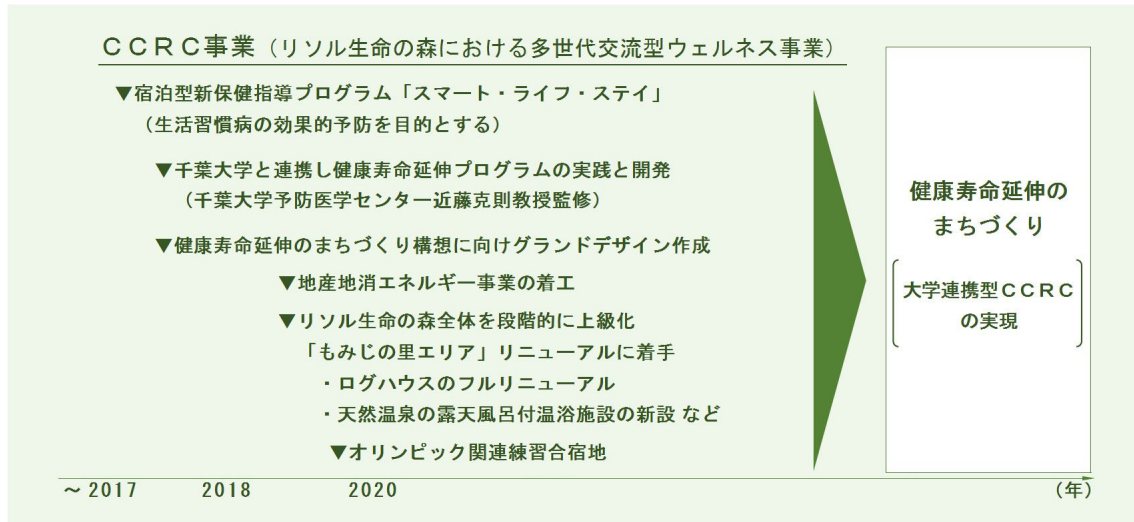 ＣＣＲＣ事業（リソル生命の森における多世代交流型ウェルネス事業）
▼宿泊型新保健指導プログラム「スマート・ライフ・ステイ」
（生活習慣病の効果的予防を目的とする）
▼千葉大学と連携し健康寿命延伸プログラムの実践と開発
（千葉大学予防医学センター近藤克則教授監修）
▼健康寿命延伸のまちづくり構想に向けグランドデザイン作成
▼地産地消エネルギー事業の着工
▼リソル生命の森全体を段階的に上級化
「もみじの里エリア」リニューアルに着手
・ログハウスのフルリニューアル
・天然温泉の露天風呂付温浴施設の新設 など
▼オリンピック関連練習合宿地
健康寿命延伸の
まちづくり
大学連携型ＣＣＲＣ
の実現
～2017 2018 2020 （年）